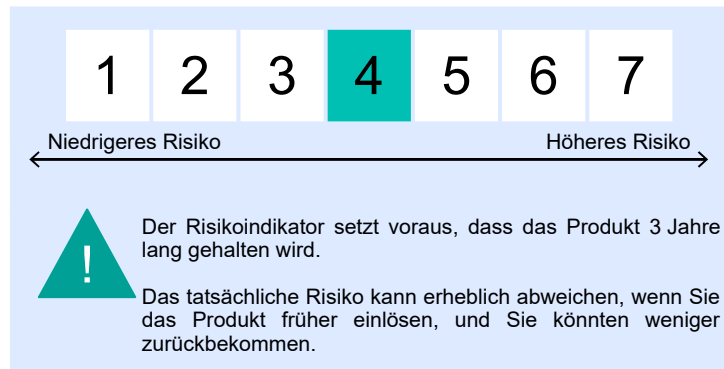 1 2 3 4 5 6 7
Niedrigeres Risiko Höheres Risiko
!
Der Risikoindikator setzt voraus, dass das Produkt 3 Jahre
lang gehalten wird.
Das tatsächliche Risiko kann erheblich abweichen, wenn Sie
das Produkt früher einlösen, und Sie könnten weniger
zurückbekommen.